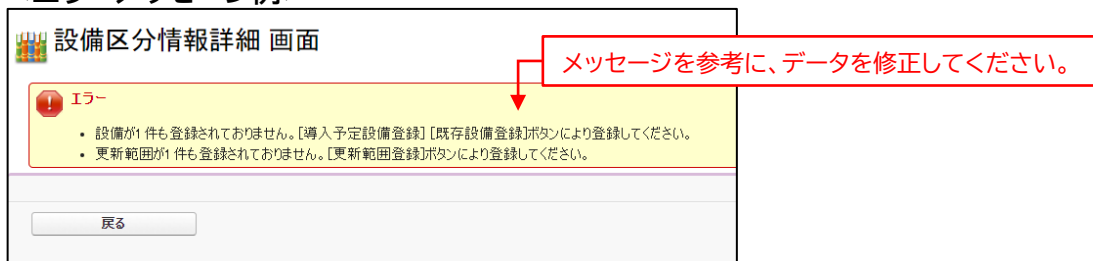 設備区分情報詳細 画面
メッセージを参考に、データを修正してください。
エラー
• 設備が1 件も登録されておりません。[導入予定設備登録] [既存設備登録]ボタンにより登録してください。
• 更新範囲が1 件も登録されておりません。[更新範囲登録]ボタンにより登録してください。
戻る